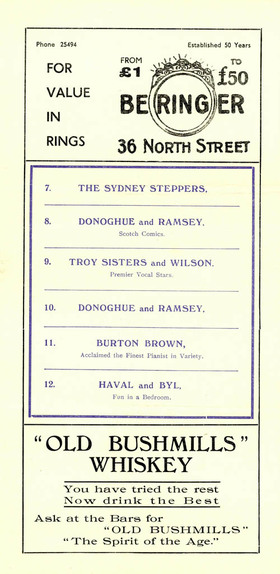 Phone 25494
Established 50 Years
FOR
VALUE
IN
RINGS
FROM
£1
TO
£50
BERINGER
36 NORTH STREET
7. THE SYDNEY STEPPERS.
8. DONOGHUE and RAMSEY.
Scotch Comics.
9. TROY SISTERS and WILSON.
Premier Vocal Stars.
10. DONOGHUE and RAMSEY.
11. BURTON BROWN,
Acclaimed the Finest Pianist in Variety.
12. HAVAL and BYL,
Fun in a Bedroom.
"OLD BUSHMILLS"
WHISKEY
You have tried the rest
Now drink the Best
Ask at the Bars for
"OLD BUSHMILLS"
"The Spirit of the Age."